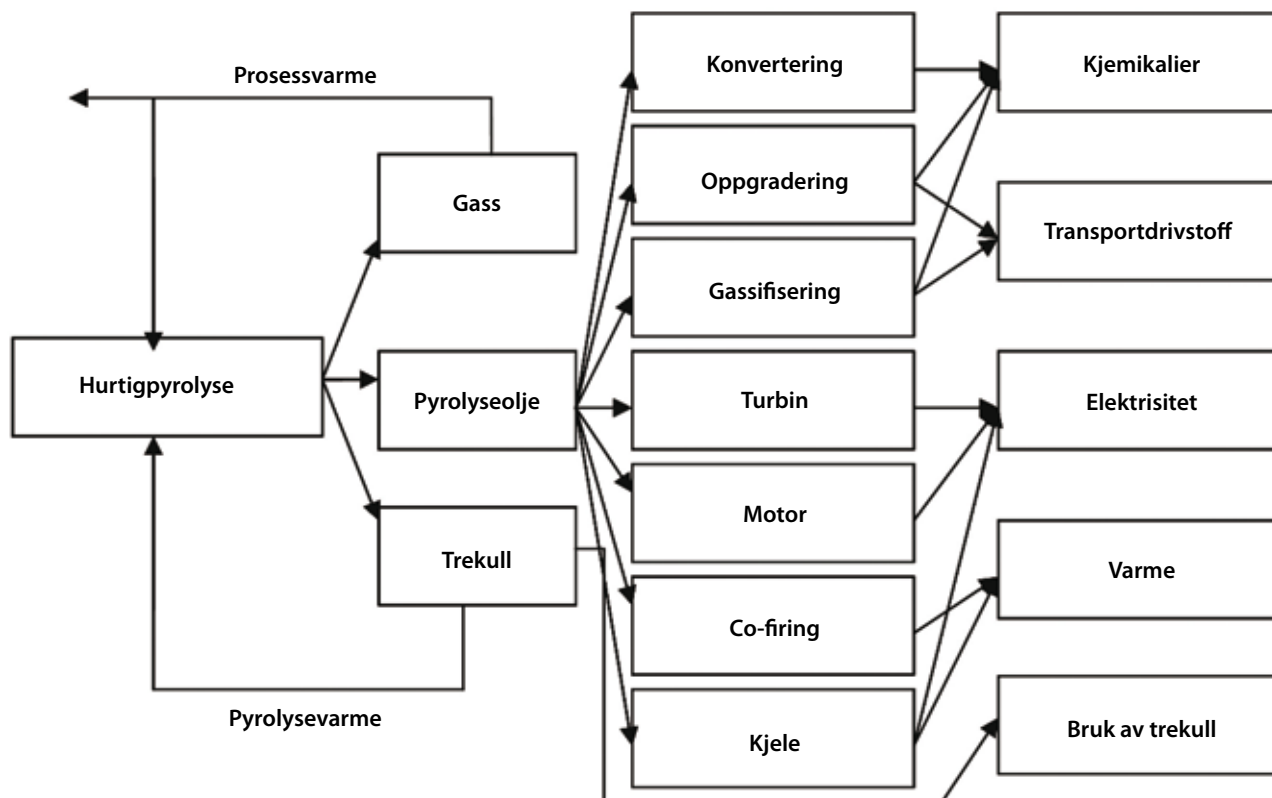 Prosessvarme
Gass
Hurtigpyrolyse
Pyrolyseolje
Trekull
Pyrolysevarme
Konvertering
Oppgradering
Gassifisering
Turbin
Motor
Co-firing
Kjele
Kjemikalier
Transportdrivstoff
Elektrisitet
Varme
Bruk av trekull